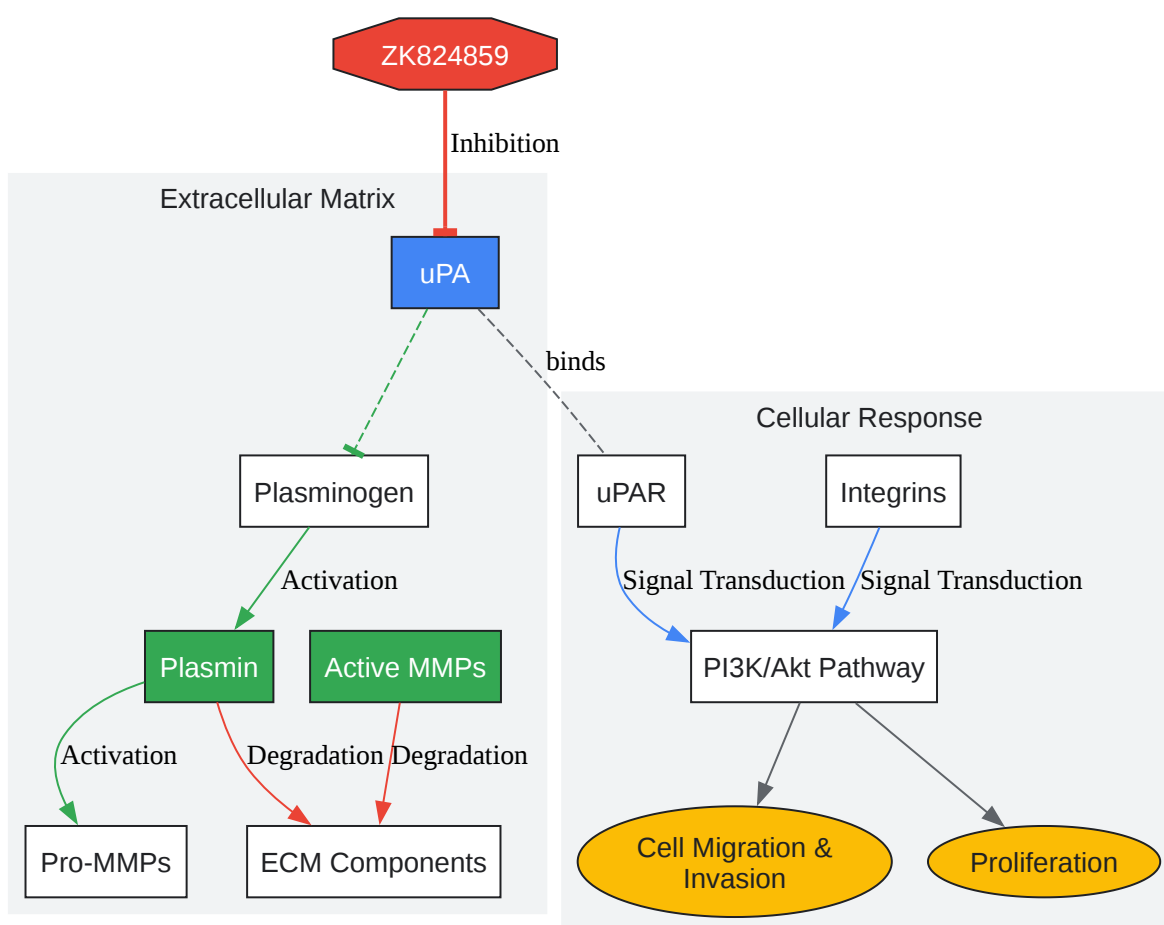 ZK824859
Inhibition
Extracellular Matrix
uPA
binds
Cellular Response
Plasminogen
uPAR
Integrins
Activation
Signal Transduction
Signal Transduction
Plasmin
Active MMPs
PI3K/Akt Pathway
Activation
Degradation
Degradation
Pro-MMPs
ECM Components
Cell Migration &
Invasion
Proliferation